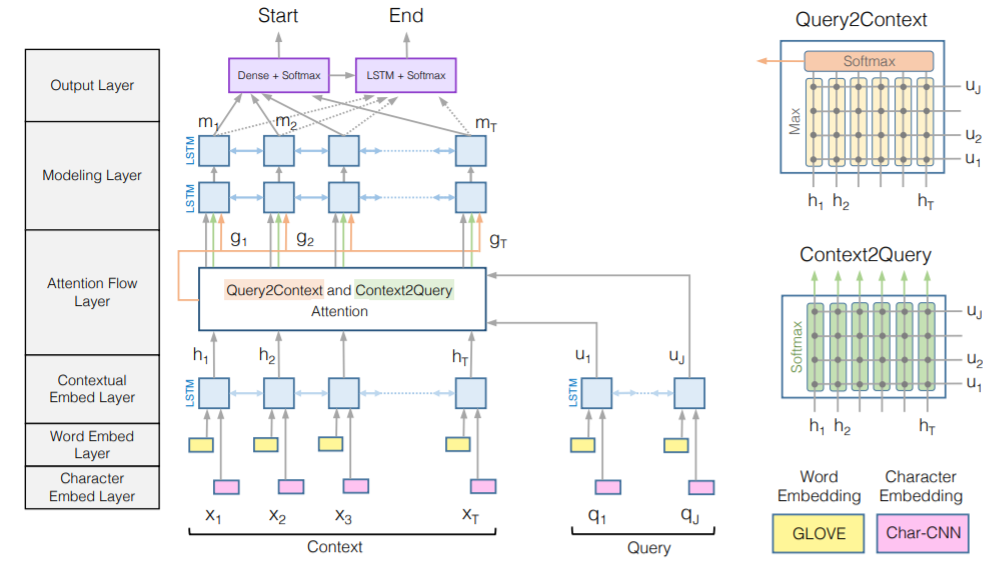 Start
End
Query2Context
Output Layer
Dense + Softmax
LSTM + Softmax
Softmax
Max
uJ
u2
u1
h1 h2 hT
m1 m2 mT
Modeling Layer
LSTM
LSTM
g1 g2 gT
Attention Flow
Layer
Query2Context and Context2Query
Attention
Context2Query
Softmax
uJ
u2
u1
h1 h2 hT
h1 h2 hT
u1 uJ
Contextual
Embed Layer
LSTM
LSTM
Word Embed
Layer
Character
Embed Layer
x1 x2 x3 xT
q1 qJ
Context
Query
Word
Embedding
Character
Embedding
GLOVE
Char-CNN